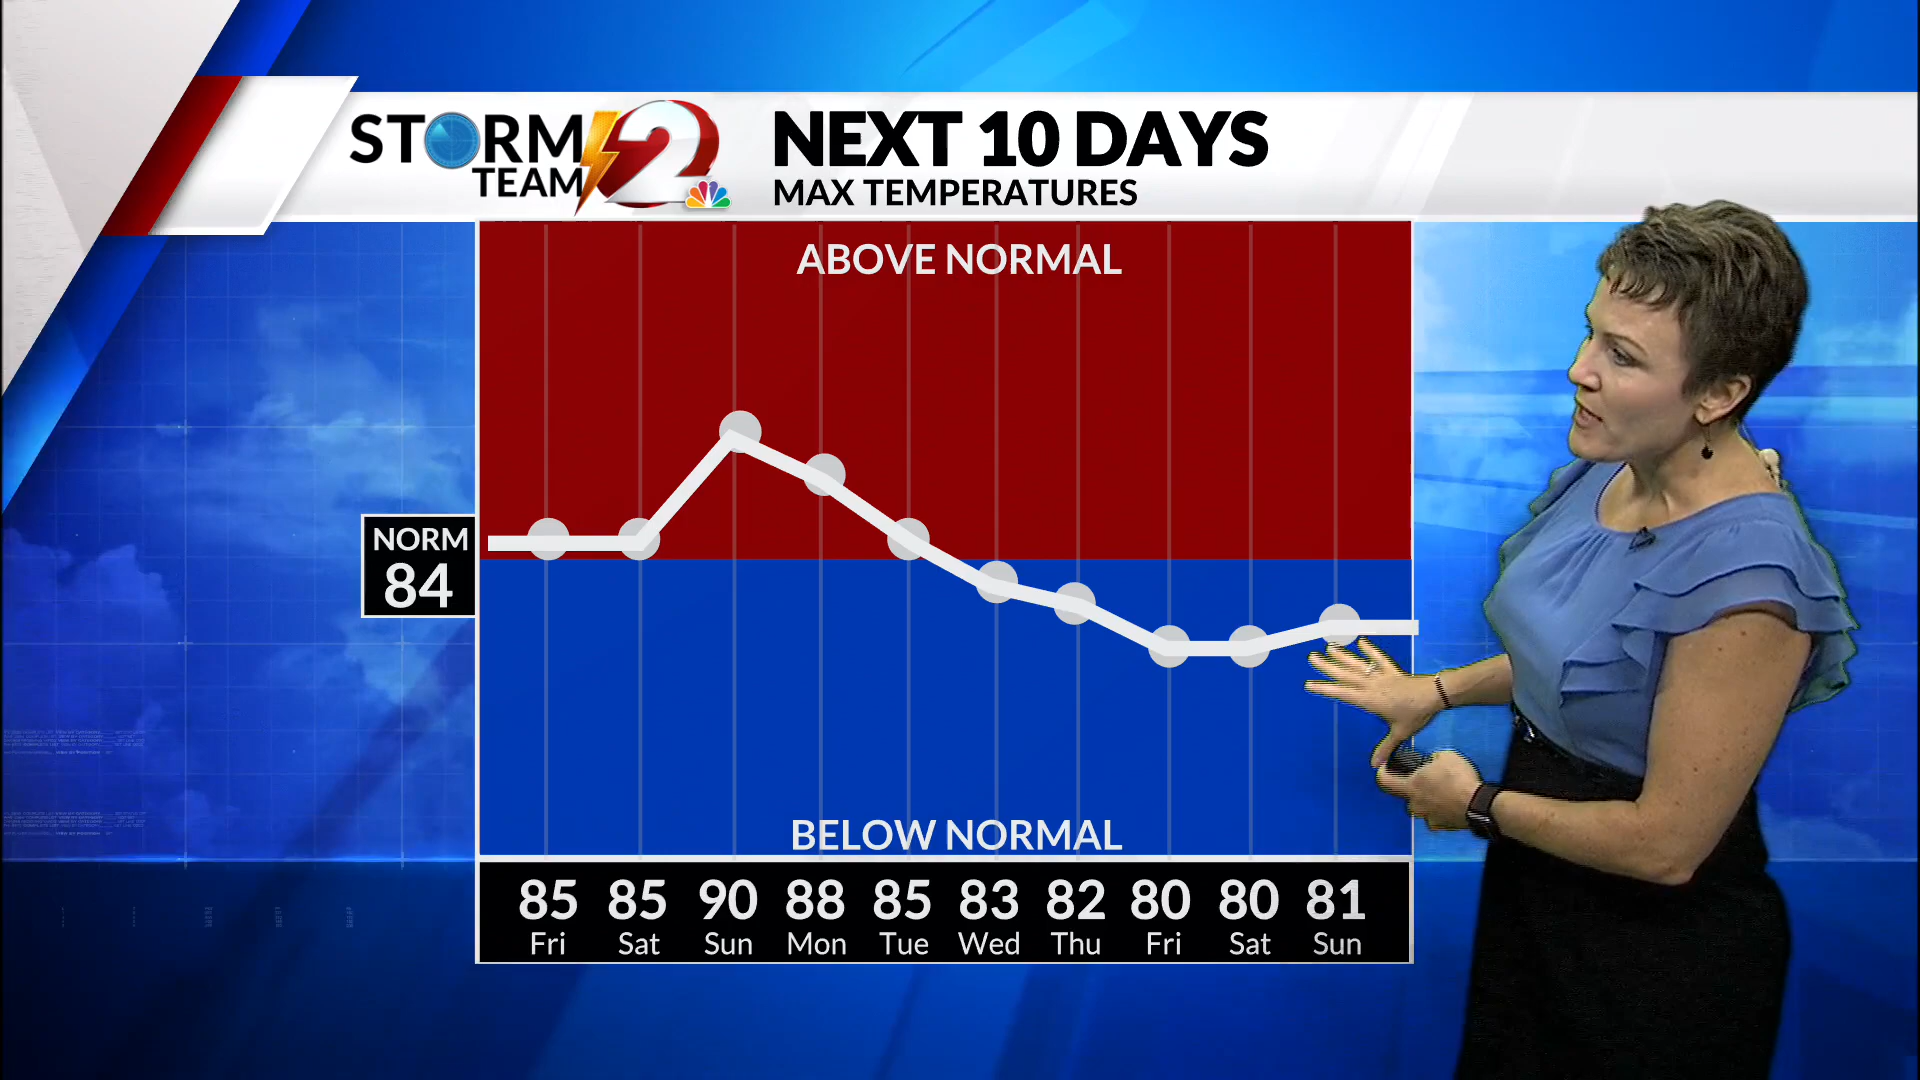 STORM
TEAM
2
NEXT 10 DAYS
MAX TEMPERATURES
ABOVE NORMAL
NORM
84
BELOW NORMAL
85 85 90 88 85 83 82 80 80 81
Fri Sat Sun Mon Tue Wed Thu Fri Sat Sun